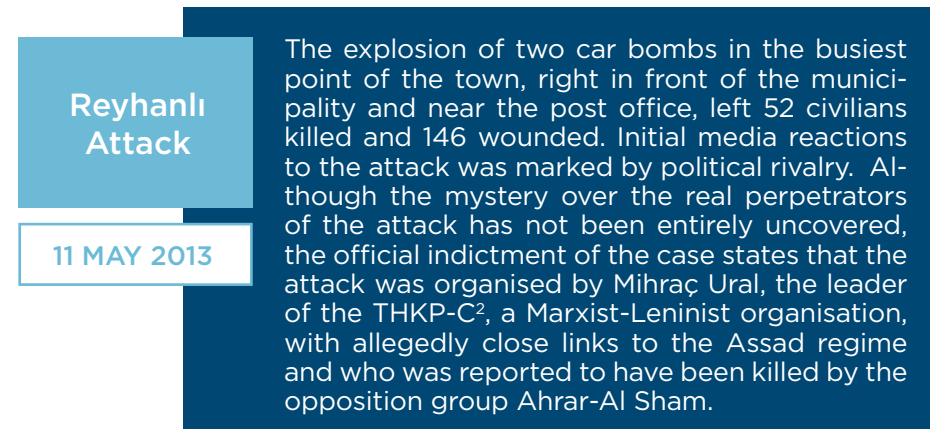 Reyhanlı
Attack
11 MAY 2013
The explosion of two car bombs in the busiest
point of the town, right in front of the munici-
pality and near the post office, left 52 civilians
killed and 146 wounded. Initial media reactions
to the attack was marked by political rivalry.  Al-
though the mystery over the real perpetrators
of the attack has not been entirely uncovered,
the official indictment of the case states that the
attack was organised by Mihraç Ural, the leader
of the THKP-C², a Marxist-Leninist organisation,
with allegedly close links to the Assad regime
and who was reported to have been killed by the
opposition group Ahrar-Al Sham.